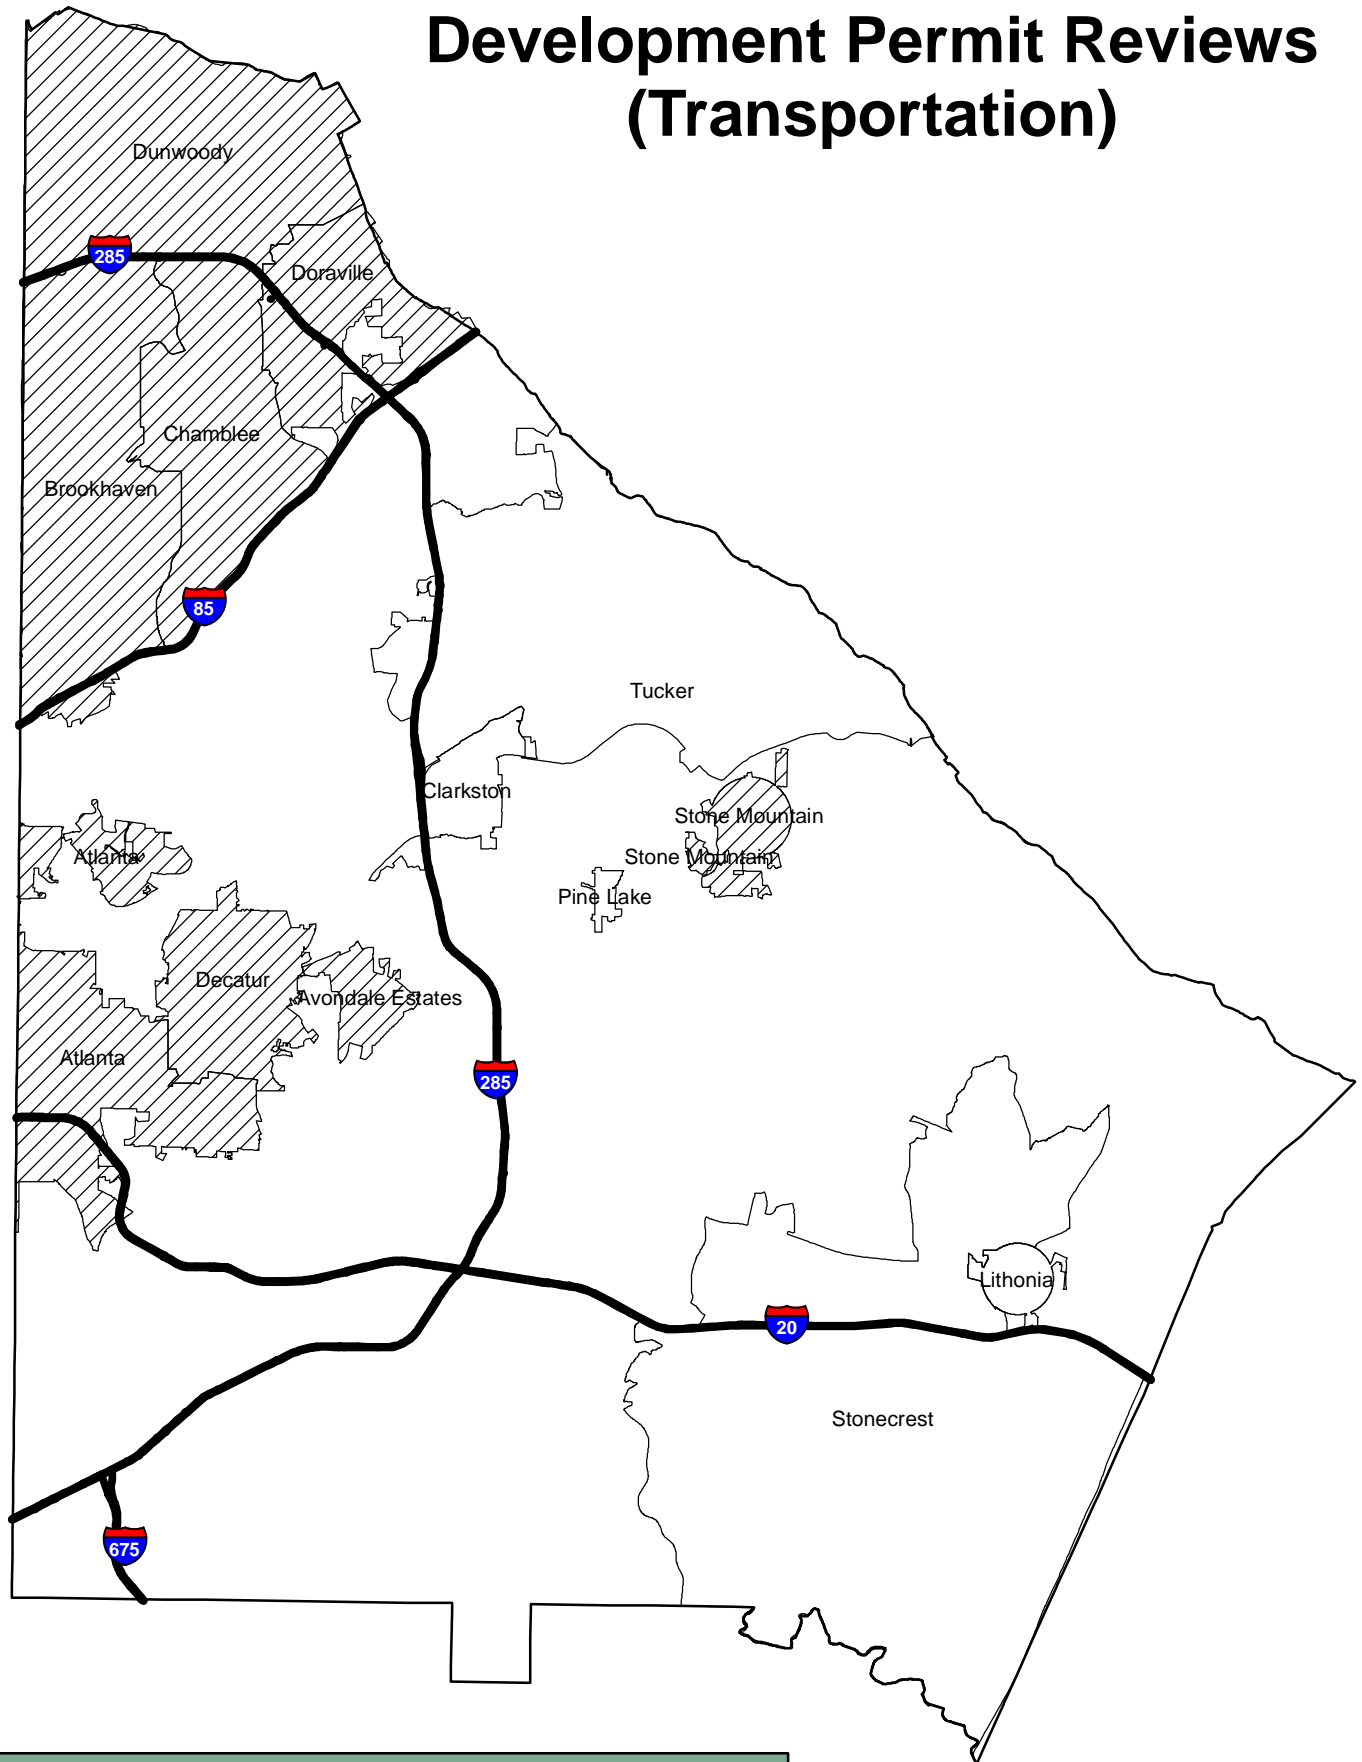 Development Permit Reviews
(Transportation)
Dunwoody
285
Doraville
Chamblee
Brookhaven
85
Tucker
Clarkston
Stone Mountain
Atlanta
Stone Mountain
Pine Lake
Decatur
Avondale Estates
Atlanta
285
Lithonia
20
Stonecrest
675